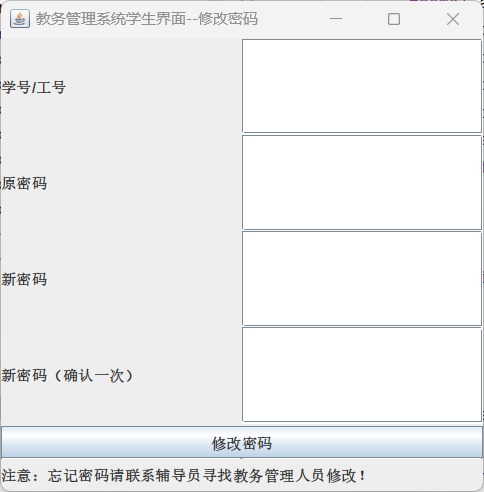 教务管理系统学生界面--修改密码
学号/工号
原密码
新密码
新密码（确认一次）
修改密码
注意：忘记密码请联系辅导员寻找教务管理人员修改！